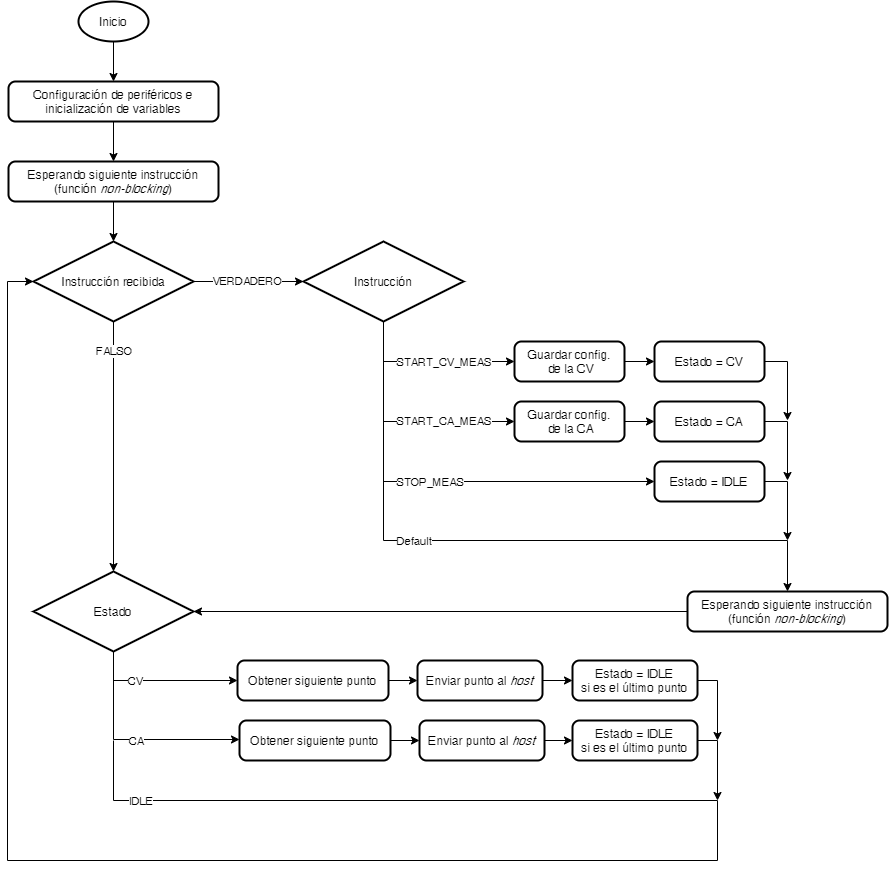 Inicio
Configuración de periféricos e
inicialización de variables
Esperando siguiente instrucción
(función non-blocking)
Instrucción recibida
VERDADERO
Instrucción
FALSO
START_CV_MEAS
Guardar config.
de la CV
Estado = CV
START_CA_MEAS
Guardar config.
de la CA
Estado = CA
STOP_MEAS
Estado = IDLE
Default
Esperando siguiente instrucción
(función non-blocking)
Estado
CV
Obtener siguiente punto
Enviar punto al host
Estado = IDLE
si es el último punto
CA
Obtener siguiente punto
Enviar punto al host
Estado = IDLE
si es el último punto
IDLE